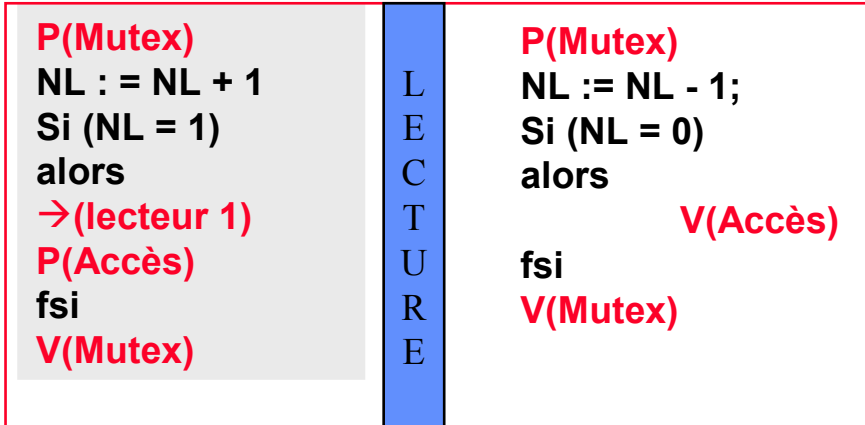 P(Mutex)
NL : = NL + 1
Si (NL = 1)
alors
→(lecteur 1)
P(Accès)
fsi
V(Mutex)
L
E
C
T
U
R
E
P(Mutex)
NL := NL - 1;
Si (NL = 0)
alors
V(Accès)
fsi
V(Mutex)